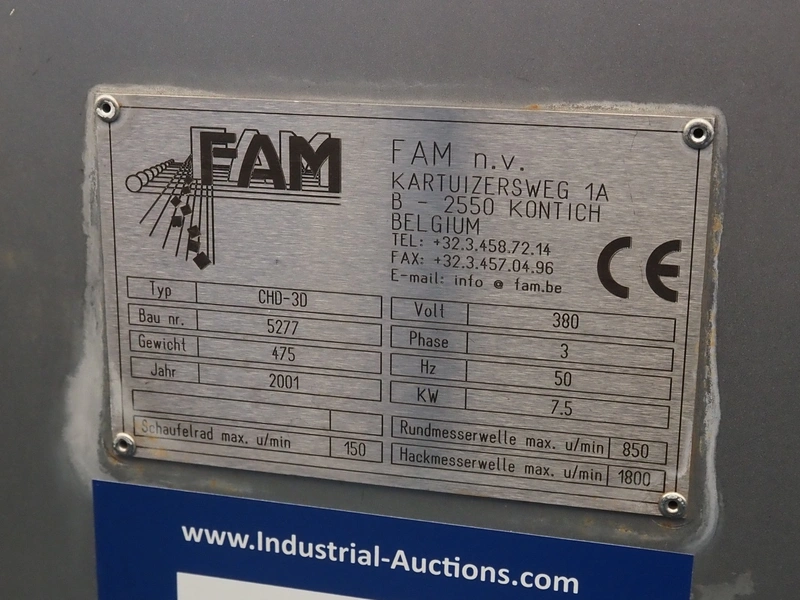 FAM
FAM n.v.
KARTUIZERSWEG 1A
B - 2550 KONTICH
BELGIUM
TEL: +32.3.458.72.14
FAX: +32.3.457.04.96
E-mail: info @ fam.be
CE
Typ CHD-3D
Bau nr. 5277
Gewicht 475
Jahr 2001
Schaufelrad max. u/min 150
Volt 380
Phase 3
Hz 50
KW 7.5
Rundmesserwelle max. u/min 850
Hackmesserwelle max. u/min 1800
www.Industrial-Auctions.com